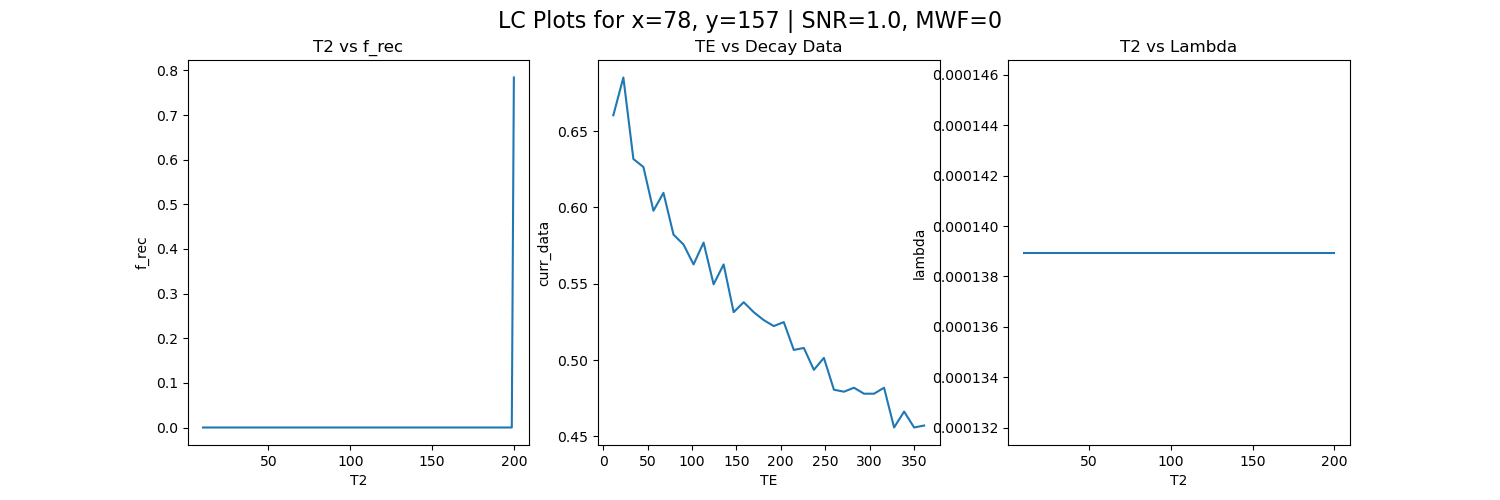 LC Plots for x=78, y=157 | SNR=1.0, MWF=0
T2 vs f_rec
0.8
0.7
0.6
0.5
0.4
0.3
0.2
0.1
0.0
f_rec
50 100 150 200
T2
TE vs Decay Data
0.65
0.60
0.55
0.50
0.45
curr_data
0 50 100 150 200 250 300 350
TE
T2 vs Lambda
0.000146
0.000144
0.000142
0.000140
0.000138
0.000136
0.000134
0.000132
lambda
50 100 150 200
T2